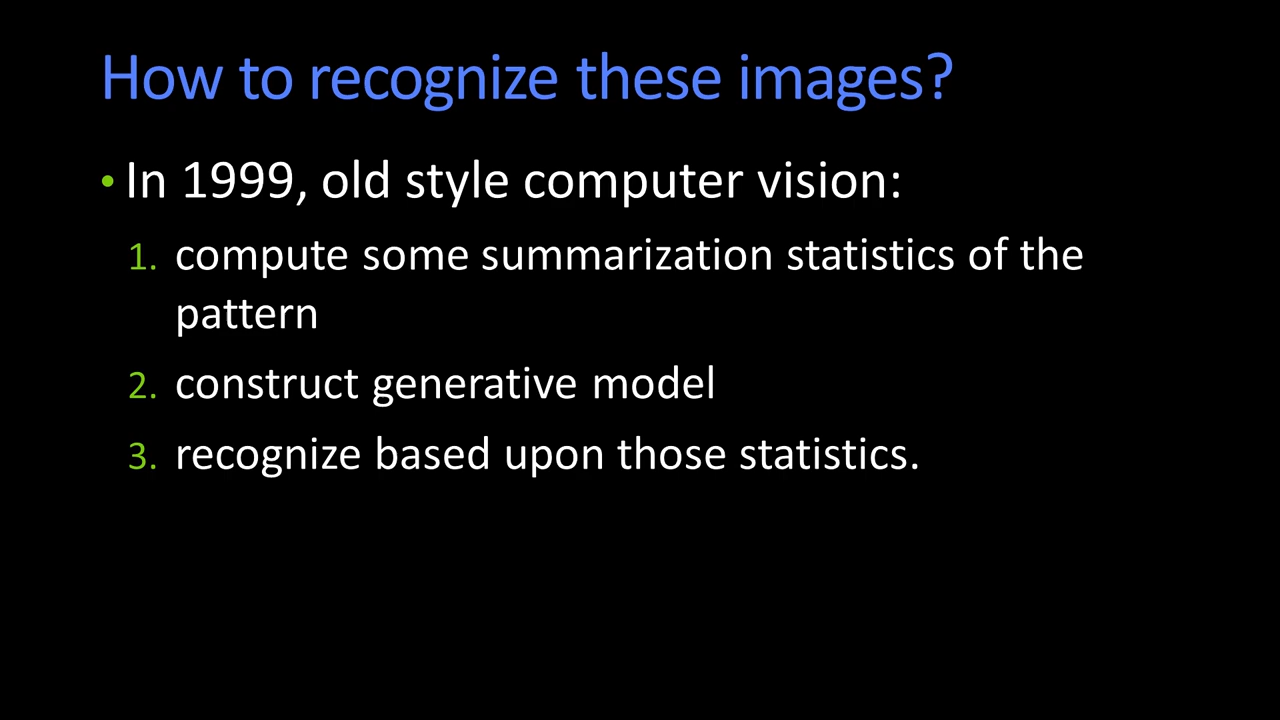 How to recognize these images?
• In 1999, old style computer vision:
1. compute some summarization statistics of the
pattern
2. construct generative model
3. recognize based upon those statistics.